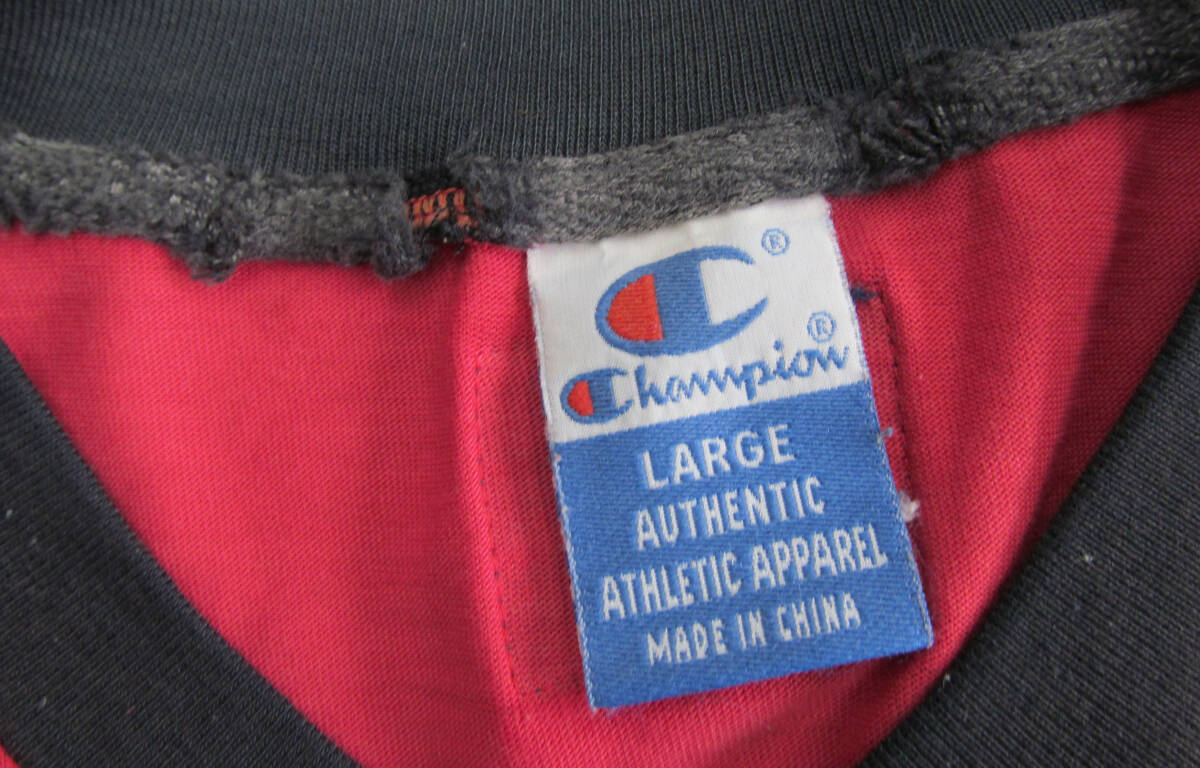 ®
®
Champion
LARGE
AUTHENTIC
ATHLETIC APPAREL
MADE IN CHINA